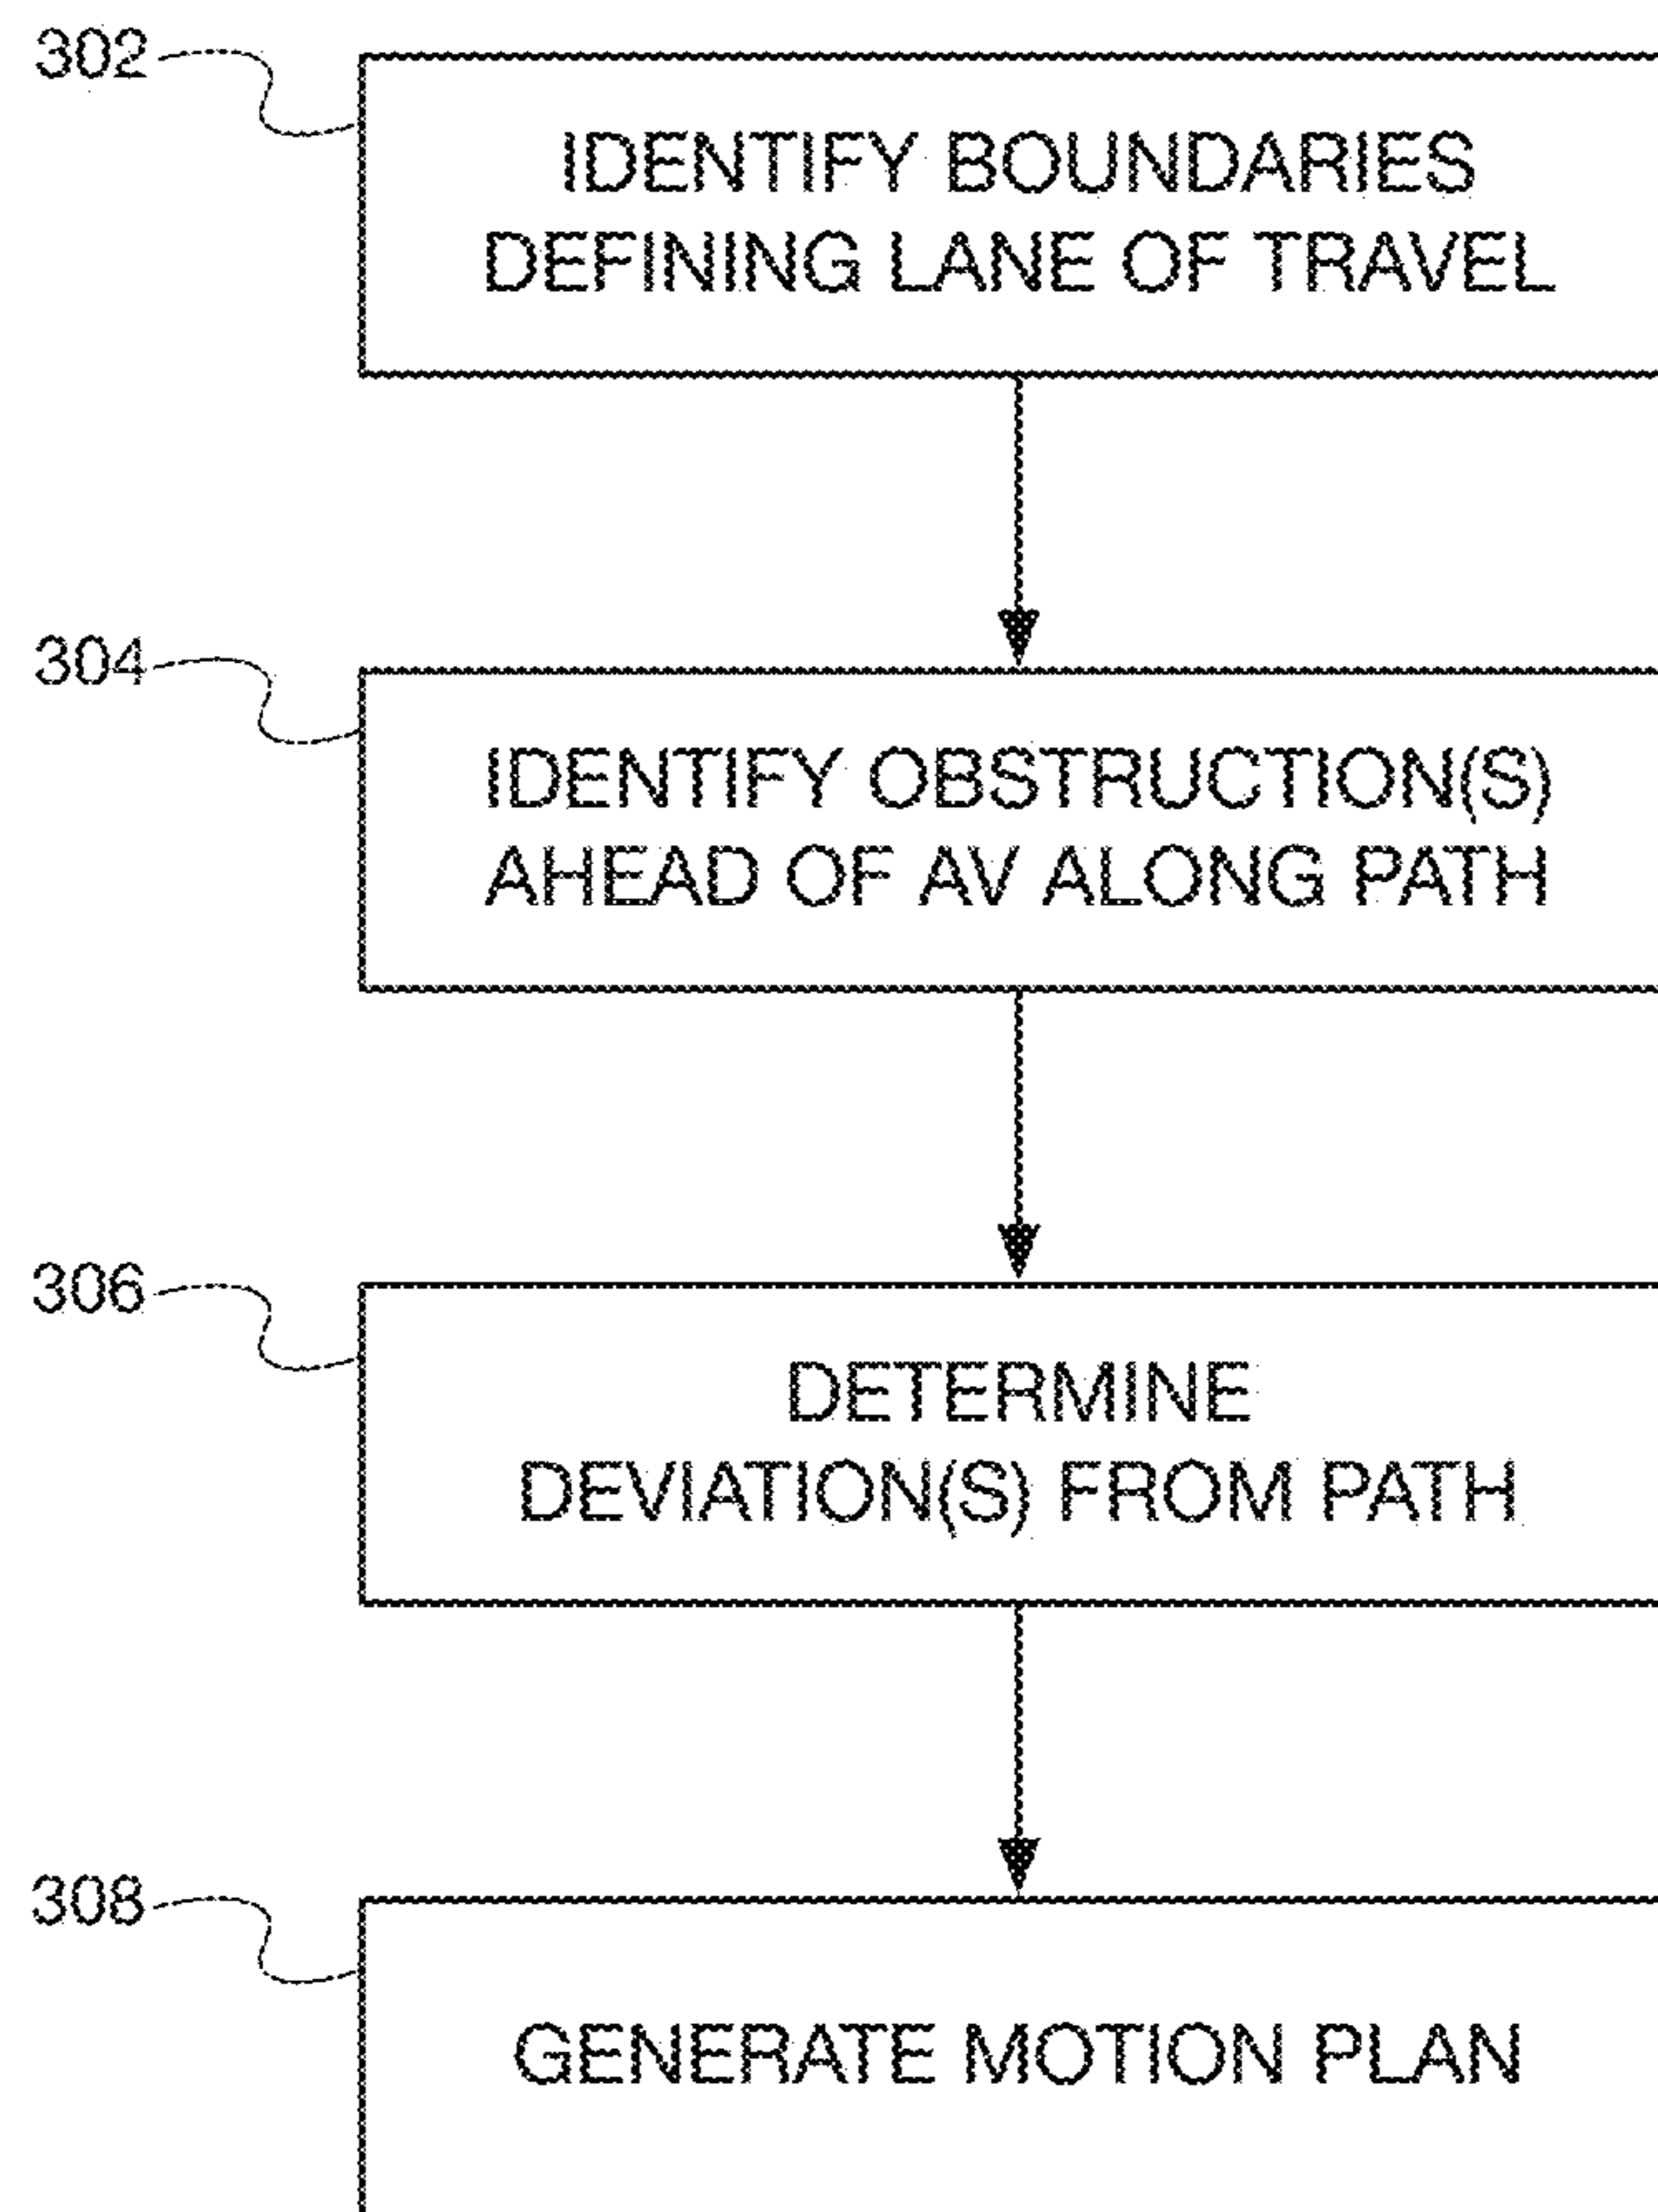 302
IDENTIFY BOUNDARIES
DEFINING LANE OF TRAVEL
304
IDENTIFY OBSTRUCTION(S)
AHEAD OF AV ALONG PATH
306
DETERMINE
DEVIATION(S) FROM PATH
308
GENERATE MOTION PLAN